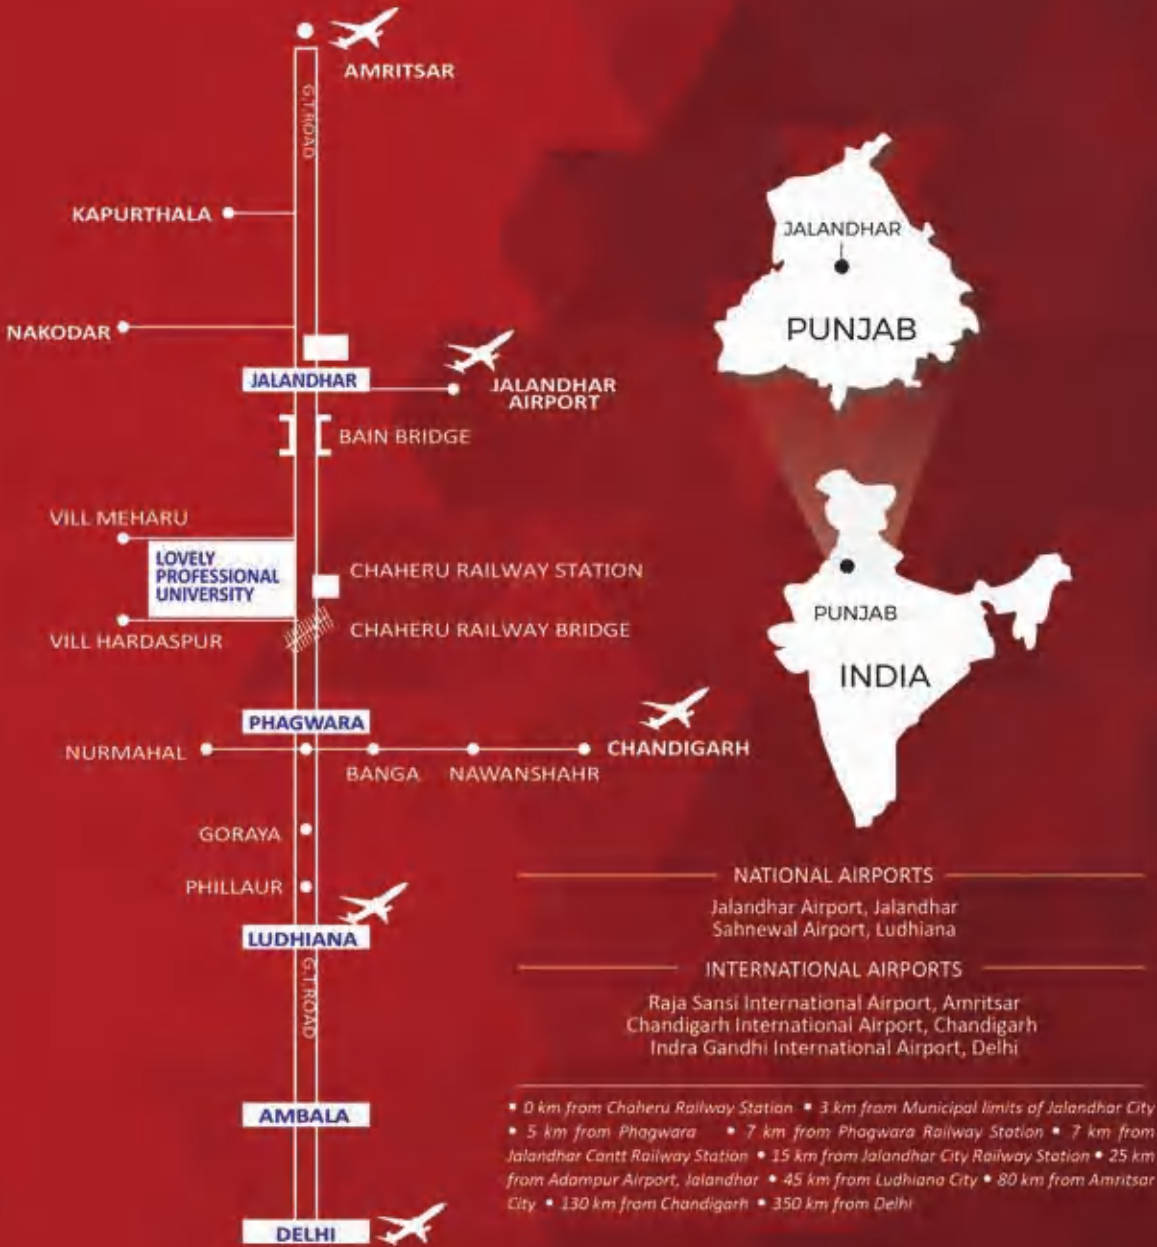 AMRITSAR
G.T.ROAD
KAPURTHALA
NAKODAR
JALANDHAR
JALANDHAR
AIRPORT
BAIN BRIDGE
VILL MEHARU
LOVELY
PROFESSIONAL
UNIVERSITY
CHAHERU RAILWAY STATION
VILL HARDASPUR
CHAHERU RAILWAY BRIDGE
PHAGWARA
NURMAHAL
BANGA
NAWANSHAHR
CHANDIGARH
GORAYA
PHILLAUR
LUDHIANA
G.T.ROAD
AMBALA
DELHI
JALANDHAR
PUNJAB
PUNJAB
INDIA
NATIONAL AIRPORTS
Jalandhar Airport, Jalandhar
Sahnewal Airport, Ludhiana
INTERNATIONAL AIRPORTS
Raja Sansi International Airport, Amritsar
Chandigarh International Airport, Chandigarh
Indra Gandhi International Airport, Delhi
• 0 km from Chaheru Railway Station • 3 km from Municipal limits of Jalandhar City
• 5 km from Phagwara • 7 km from Phagwara Railway Station • 7 km from
Jalandhar Cantt Railway Station • 15 km from Jalandhar City Railway Station • 25 km
from Adampur Airport, Jalandhar • 45 km from Ludhiana City • 80 km from Amritsar
City • 130 km from Chandigarh • 350 km from Delhi